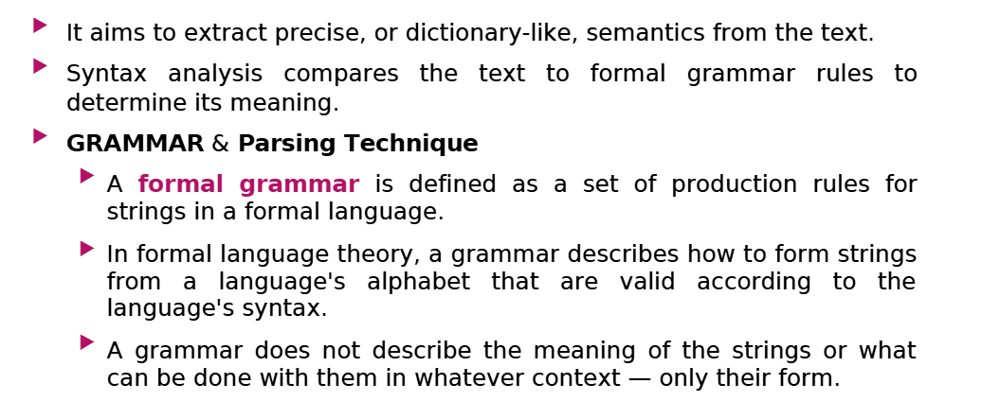 It aims to extract precise, or dictionary-like, semantics from the text.
Syntax analysis compares the text to formal grammar rules to
determine its meaning.
GRAMMAR & Parsing Technique
A formal grammar is defined as a set of production rules for
strings in a formal language.
In formal language theory, a grammar describes how to form strings
from a language's alphabet that are valid according to the
language's syntax.
A grammar does not describe the meaning of the strings or what
can be done with them in whatever context — only their form.